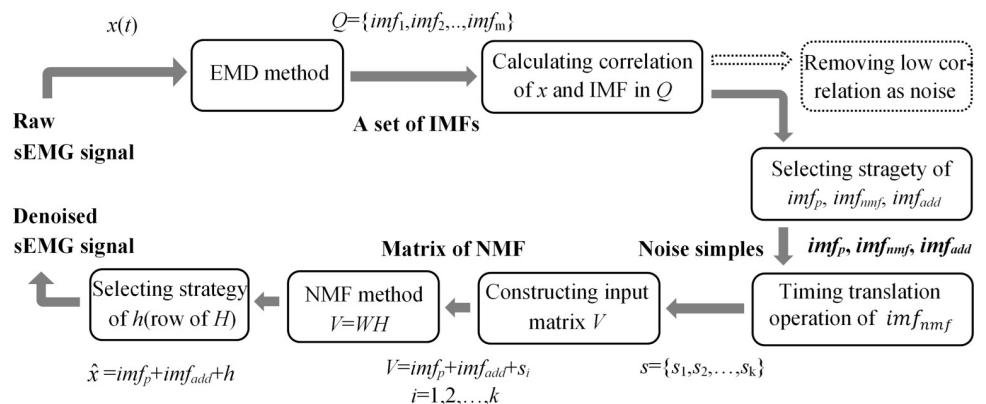 x(t)
Q={imf₁,imf₂,..,imfₘ}
EMD method
Calculating correlation
of x and IMF in Q
Removing low cor-
relation as noise
Raw
sEMG signal
A set of IMFs
Selecting stragety of
imfₚ, imfₙₘf, imfₐdd
Denoised
sEMG signal
Matrix of NMF
Noise simples
imfₚ, imfₙₘf, imfₐdd
Selecting strategy
of h(row of H)
NMF method
V=WH
Constructing input
matrix V
Timing translation
operation of imfₙₘf
x̂ =imfₚ+imfₐdd+h
V=imfₚ+imfₐdd+sᵢ
i=1,2,…,k
s={s₁,s₂,…,sₖ}